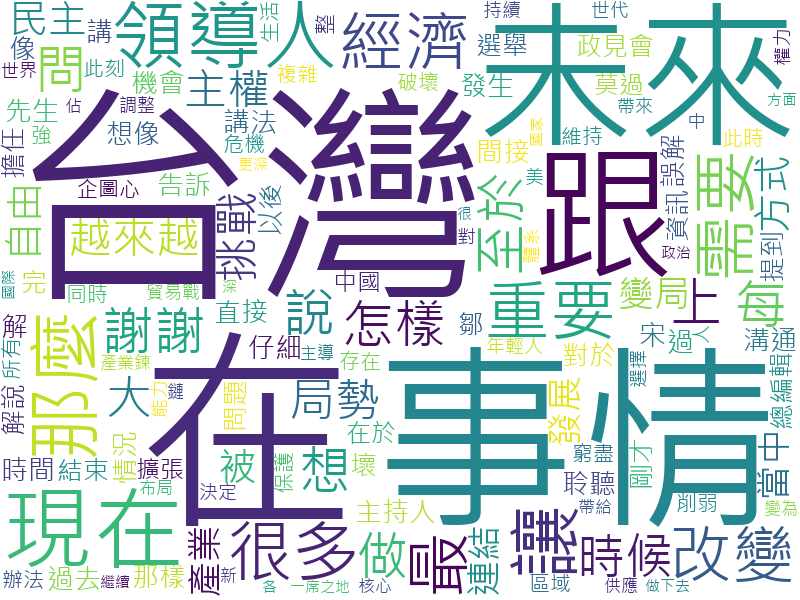 民主
像
講
領導人
生活
整
經濟
持續
世代
選舉
政見會
權力
未來
世界
此刻
問
機會
主權
複雜
破壞
發生
莫過
帶來
方面
先生
佔
調整
想像
講法
台灣
間接
國家
維持
中
此時
強
危機
更深
擔任
企圖心
告訴
挑戰
以後
跟
至於
美
很
對
資訊
誤解
需要
方式
提到
自由
越來越
體系
政治
國際
完
同時
貿易戰
深
中國
說
重要
變局
上
每
那麼
謝謝
直接
怎樣
鄒
宋
過
人
溝通
解
所有
仔細
主導
年輕人
對於
選擇
總編輯
產業鍊
存在
解說
大
能力
鏈
問題
局勢
在
事情
發展
窮盡
剛才
當中
情況
時間
結束
擴張
被
保護
想
在於
壞
聆聽
現在
布局
決定
主持人
帶給
削弱
變為
辦法
過去
繼續
那樣
產業
新
很多
各
一席之地
做
核心
最
連結
讓
區域
時候
供應
做下去
改變